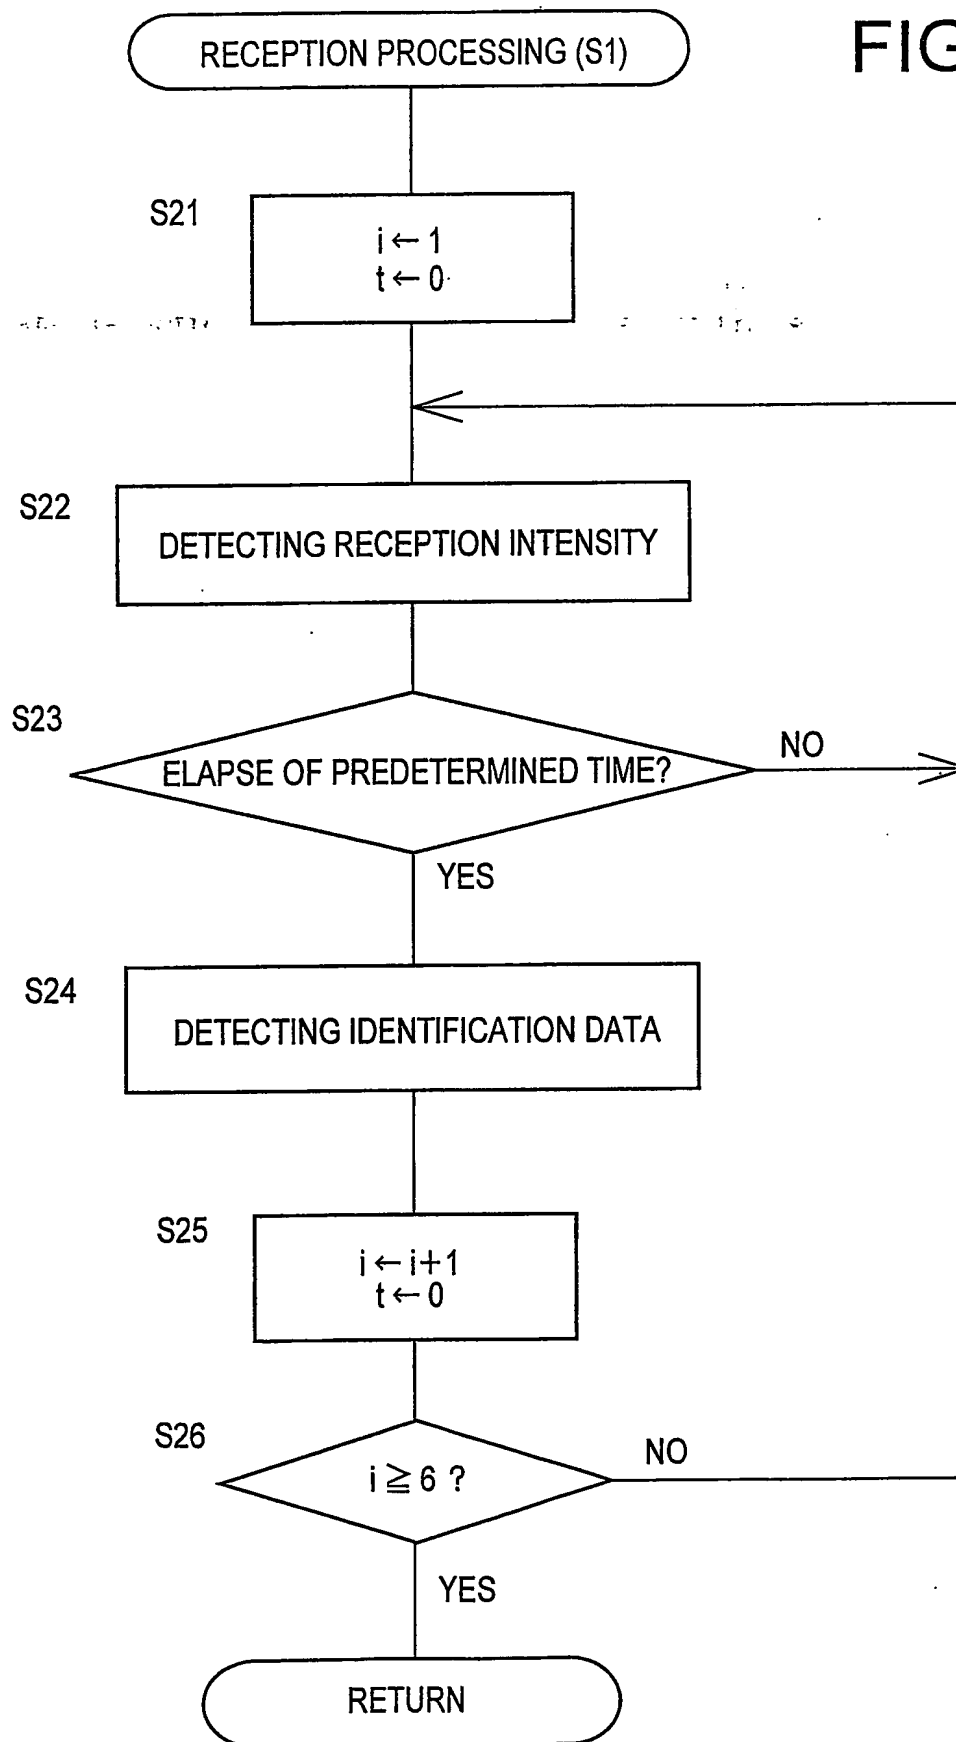 FIG
RECEPTION PROCESSING (S1)
S21
i ← 1
t ← 0
S22
DETECTING RECEPTION INTENSITY
S23
ELAPSE OF PREDETERMINED TIME?
NO
YES
S24
DETECTING IDENTIFICATION DATA
S25
i ← i+1
t ← 0
S26
i ≧ 6 ?
NO
YES
RETURN